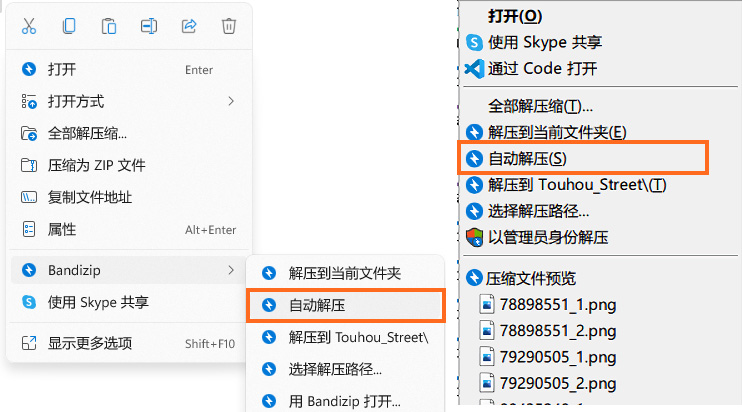 打开 Enter
打开方式
全部解压缩...
压缩为 ZIP 文件
复制文件地址
属性 Alt+Enter
Bandizip
使用 Skype 共享
显示更多选项 Shift+F10
解压到当前文件夹
自动解压
解压到 Touhou_Street\
选择解压路径...
用 Bandizip 打开...
打开(O)
使用 Skype 共享
通过 Code 打开
全部解压缩(T)...
解压到当前文件夹(E)
自动解压(S)
解压到 Touhou_Street\(T)
选择解压路径...
以管理员身份解压
压缩文件预览
78898551_1.png
78898551_2.png
79290505_1.png
79290505_2.png